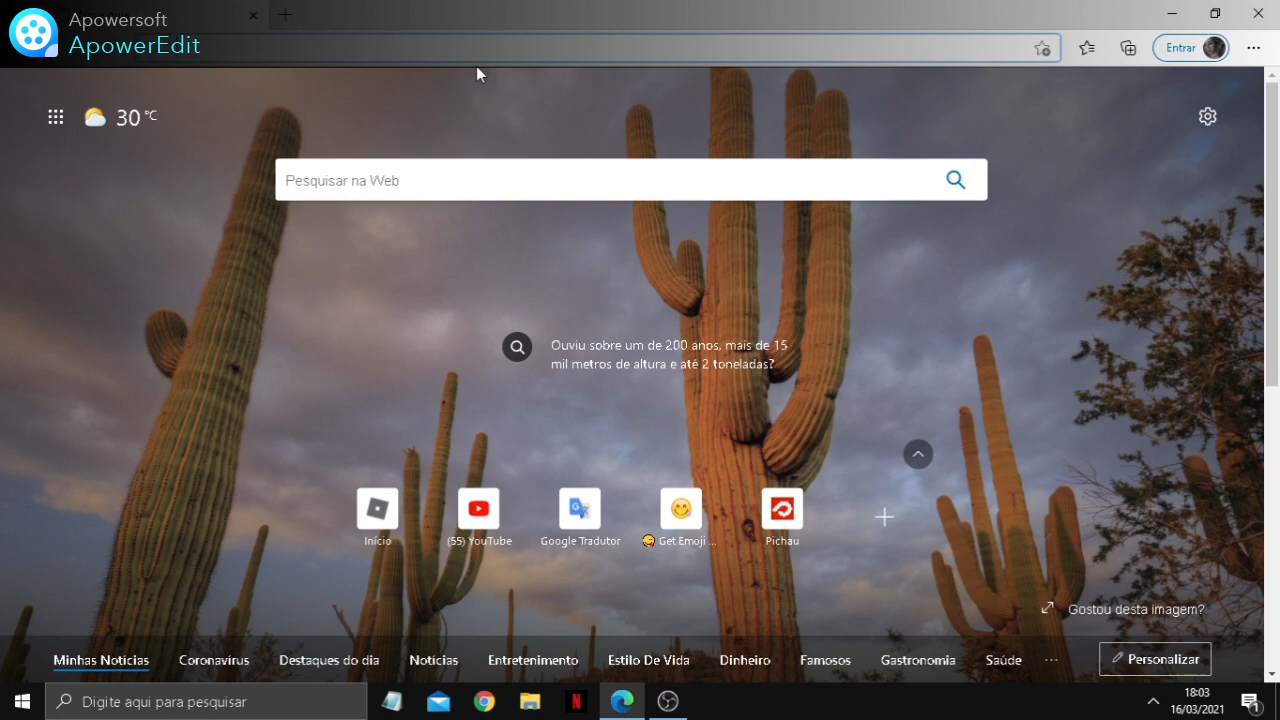 Apowersoft
ApowerEdit
Entrar
30 °C
Pesquisar na Web
Ouviu sobre um de 200 anos, mais de 15
mil metros de altura e até 2 toneladas?
Início
(55) YouTube
Google Tradutor
Get Emoji ...
Pichau
Gostou desta imagem?
Minhas Notícias
Coronavírus
Destaques do dia
Notícias
Entretenimento
Estilo De Vida
Dinheiro
Famosos
Gastronomia
Saúde
...
Personalizar
Digite aqui para pesquisar
18:03
16/03/2021
1